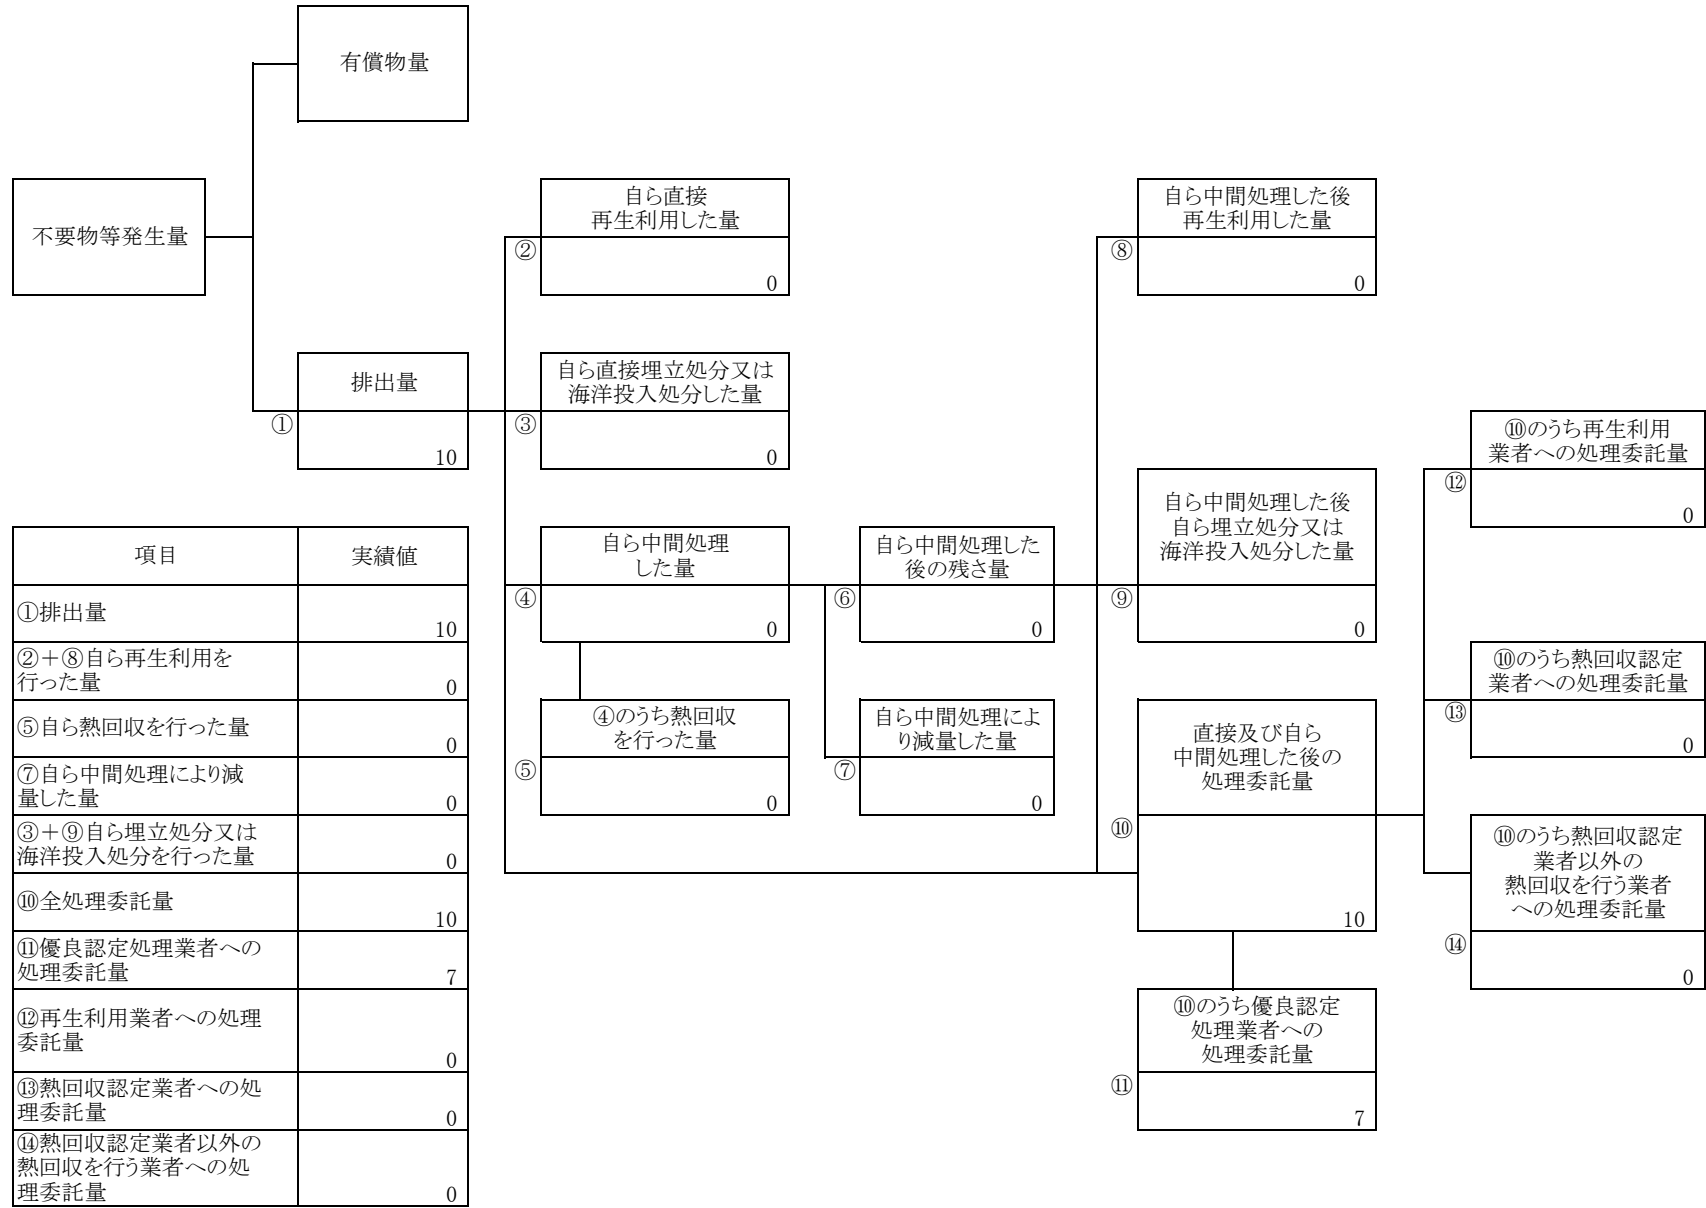 有償物量
不要物等発生量
自ら直接
再生利用した量
②
0
自ら中間処理した後
再生利用した量
⑧
0
排出量
①
10
自ら直接埋立処分又は
海洋投入処分した量
③
0
⑩のうち再生利用
業者への処理委託量
⑫
0
自ら中間処理した後
自ら埋立処分又は
海洋投入処分した量
⑨
0
自ら中間処理
した量
④
0
自ら中間処理した
後の残さ量
⑥
0
⑩のうち熱回収認定
業者への処理委託量
⑬
0
④のうち熱回収
を行った量
⑤
0
自ら中間処理によ
り減量した量
⑦
0
直接及び自ら
中間処理した後の
処理委託量
⑩
10
⑩のうち熱回収認定
業者以外の
熱回収を行う業者
への処理委託量
⑭
0
⑩のうち優良認定
処理業者への
処理委託量
⑪
7
項目 実績値
①排出量
10
②＋⑧自ら再生利用を
行った量
0
⑤自ら熱回収を行った量
0
⑦自ら中間処理により減
量した量
0
③＋⑨自ら埋立処分又は
海洋投入処分を行った量
0
⑩全処理委託量
10
⑪優良認定処理業者への
処理委託量
7
⑫再生利用業者への処理
委託量
0
⑬熱回収認定業者への処
理委託量
0
⑭熱回収認定業者以外の
熱回収を行う業者への処
理委託量
0